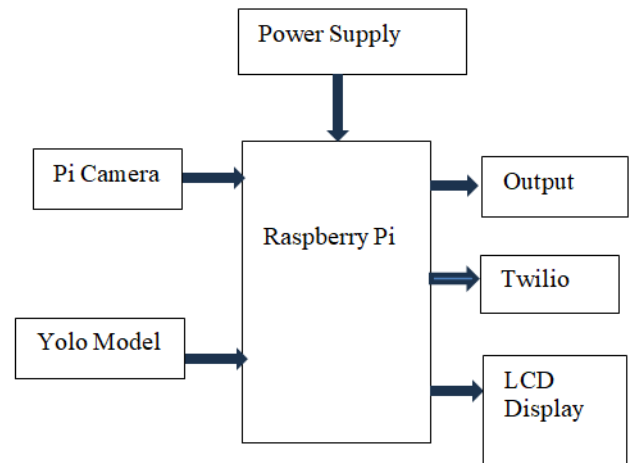 Power Supply
Pi Camera
Output
Raspberry Pi
Twilio
Yolo Model
LCD
Display